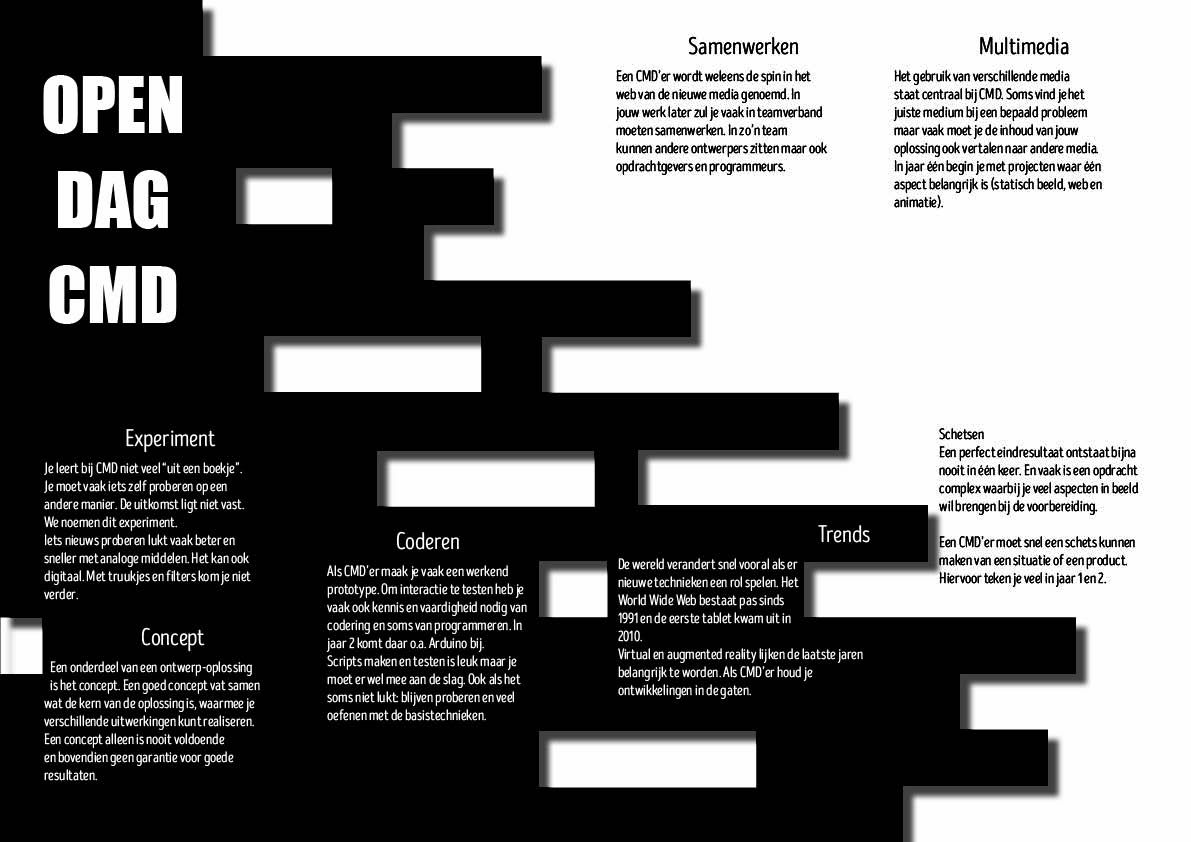 OPEN
DAG
CMD
Samenwerken
Een CMD'er wordt weleens de spin in het
web van de nieuwe media genoemd. In
jouw werk later zul je vaak in teamverband
moeten samenwerken. In zo'n team
kunnen andere ontwerpers zitten maar ook
opdrachtgevers en programmeurs.
Multimedia
Het gebruik van verschillende media
staat centraal bij CMD. Soms vind je het
juiste medium bij een bepaald probleem
maar vaak moet je de inhoud van jouw
oplossing ook vertalen naar andere media.
In jaar één begin je met projecten waar één
aspect belangrijk is (statisch beeld, web en
animatie).
Experiment
Je leert bij CMD niet veel “uit een boekje”.
Je moet vaak iets zelf proberen op een
andere manier. De uitkomst ligt niet vast.
We noemen dit experiment.
Iets nieuws proberen lukt vaak beter en
sneller met analoge middelen. Het kan ook
digitaal. Met truukjes en filters kom je niet
verder.
Concept
Een onderdeel van een ontwerp-oplossing
is het concept. Een goed concept vat samen
wat de kern van de oplossing is, waarmee je
verschillende uitwerkingen kunt realiseren.
Een concept alleen is nooit voldoende
en bovendien geen garantie voor goede
resultaten.
Coderen
Als CMD'er maak je vaak een werkend
prototype. Om interactie te testen heb je
vaak ook kennis en vaardigheid nodig van
codering en soms van programmeren. In
jaar 2 komt daar o.a. Arduino bij.
Scripts maken en testen is leuk maar je
moet er wel mee aan de slag. Ook als het
soms niet lukt: blijven proberen en veel
oefenen met de basistechnieken.
Trends
De wereld verandert snel vooral als er
nieuwe technieken een rol spelen. Het
World Wide Web bestaat pas sinds
1991 en de eerste tablet kwam uit in
2010.
Virtual en augmented reality lijken de laatste jaren
belangrijk te worden. Als CMD'er houd je
ontwikkelingen in de gaten.
Schetsen
Een perfect eindresultaat ontstaat bijna
nooit in één keer. En vaak is een opdracht
complex waarbij je veel aspecten in beeld
wil brengen bij de voorbereiding.
Een CMD'er moet snel een schets kunnen
maken van een situatie of een product.
Hiervoor teken je veel in jaar 1 en 2.